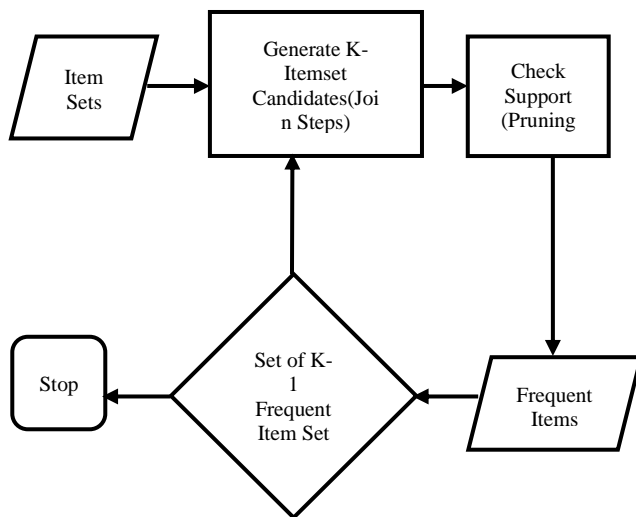 Item
Sets
Generate K-
Itemset
Candidates(Joi
n Steps)
Check
Support
(Pruning
Stop
Set of K-
1
Frequent
Item Set
Frequent
Items